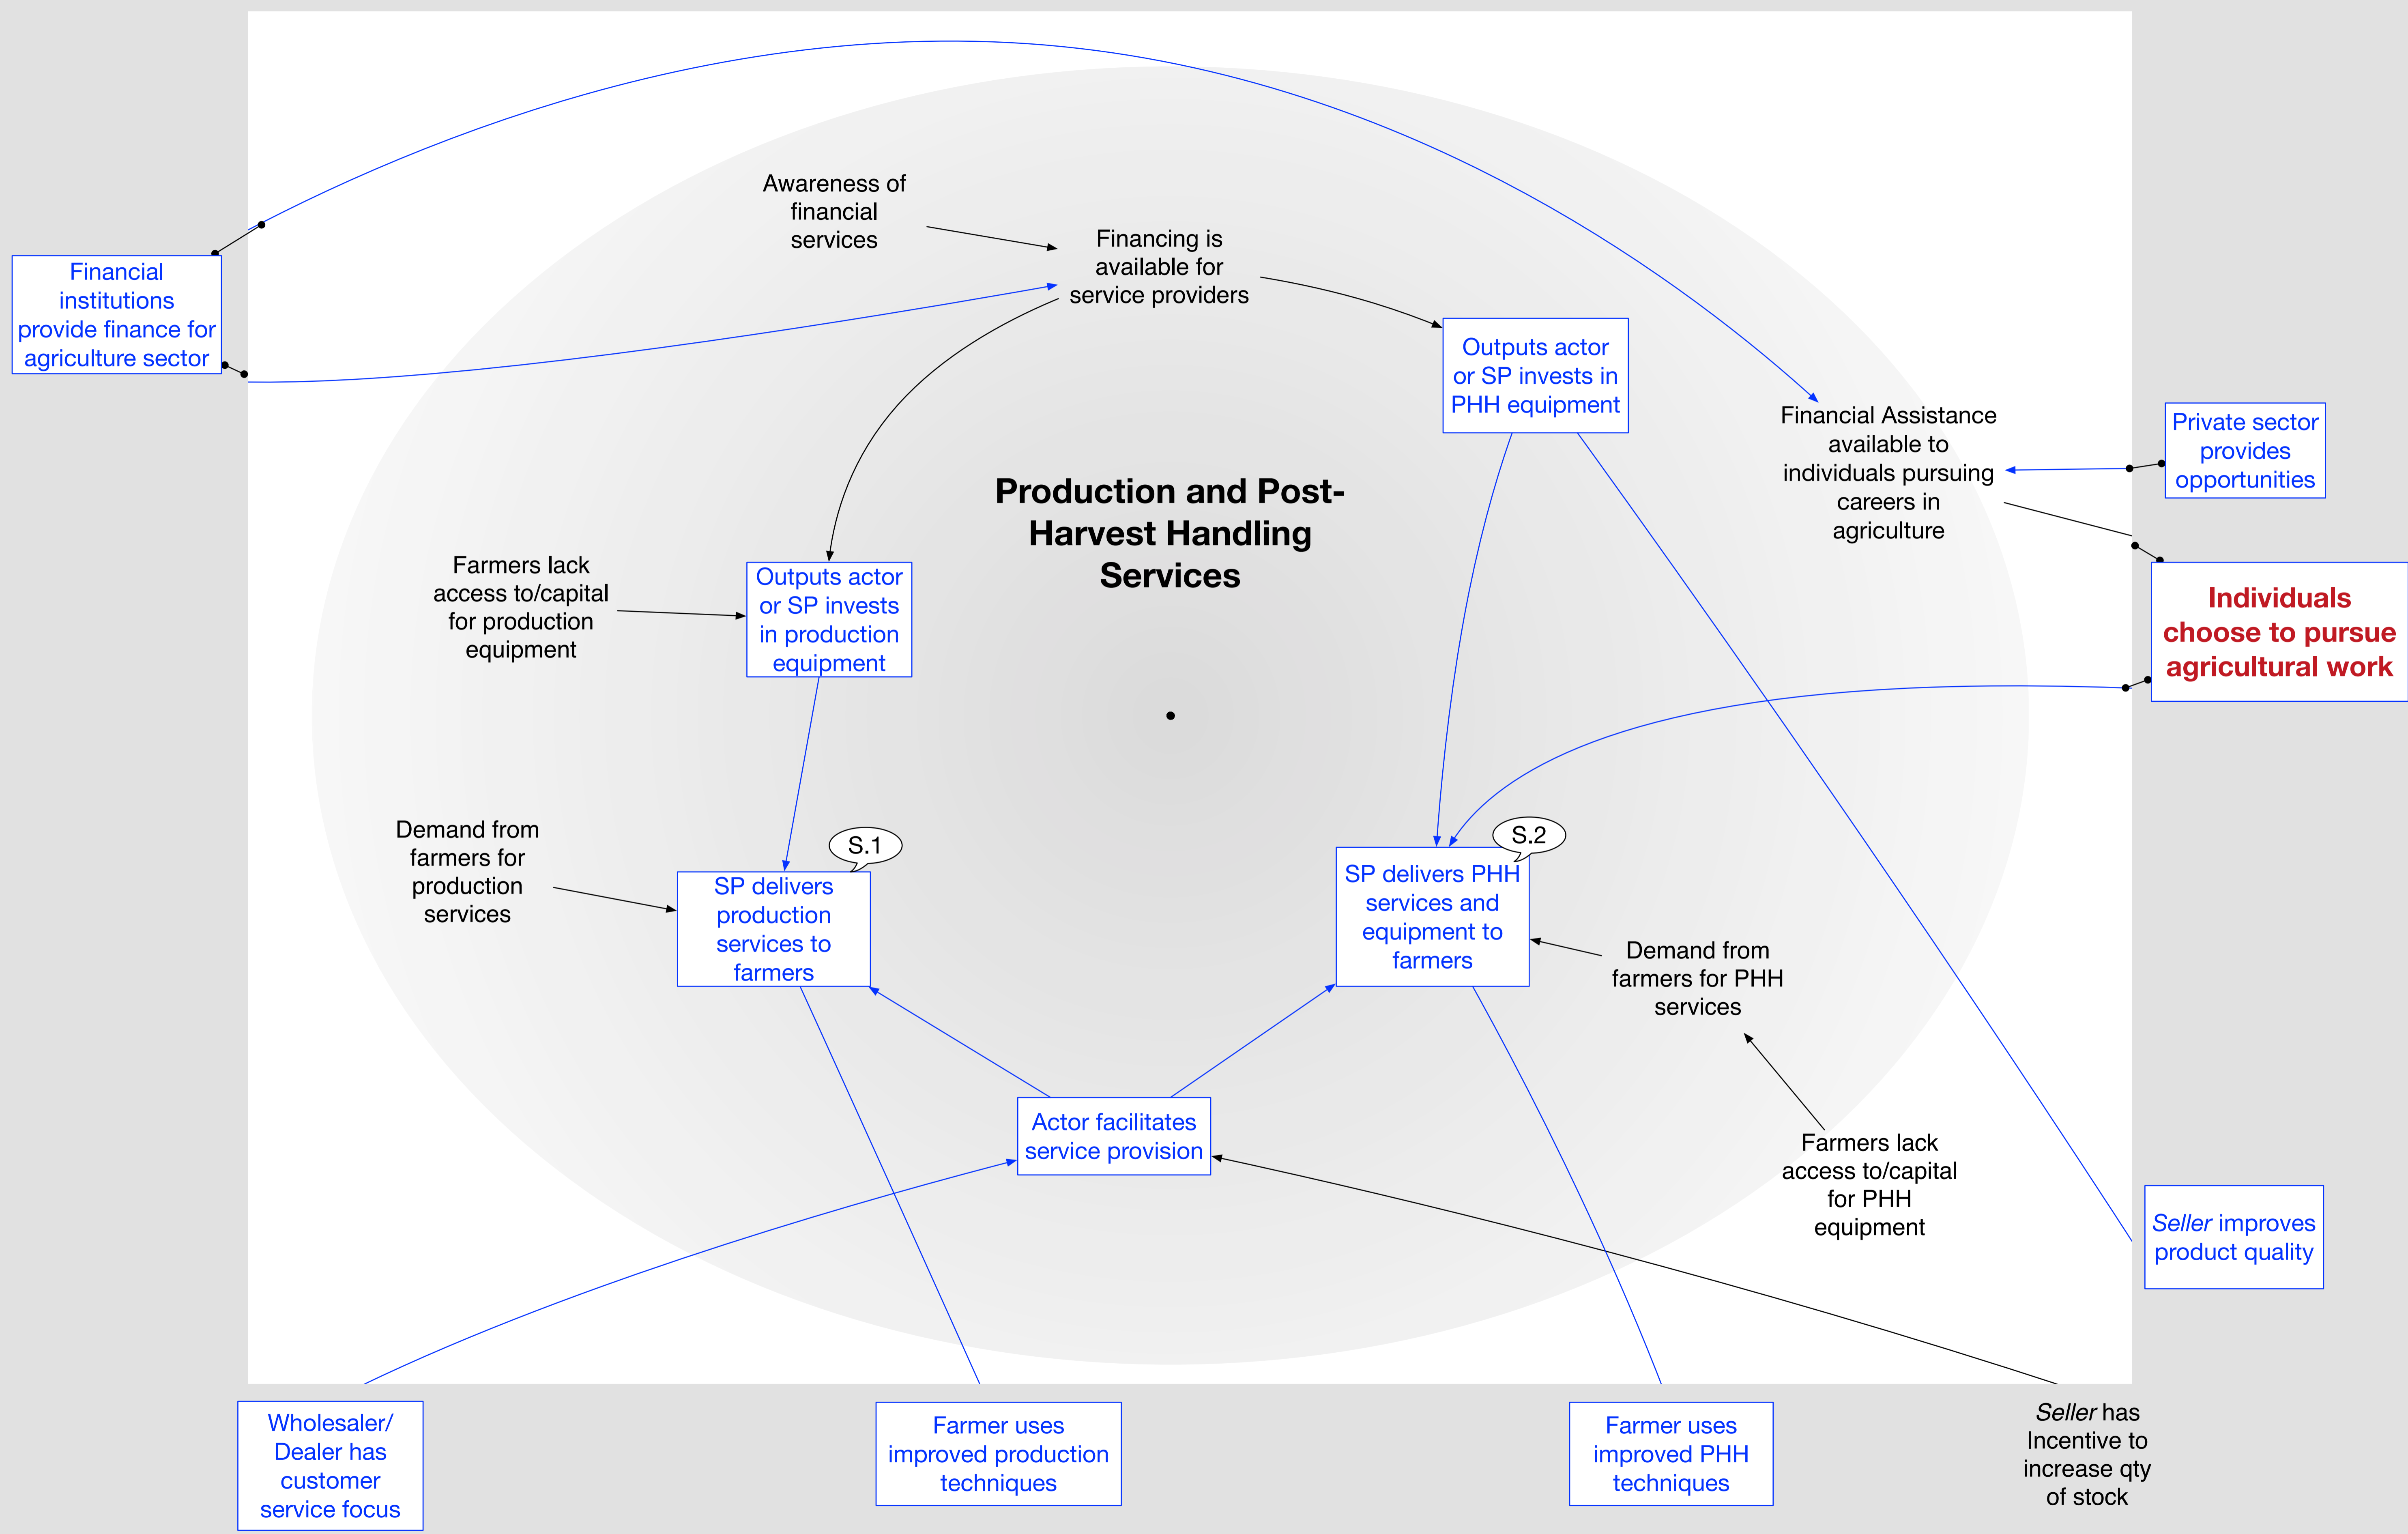 Awareness of
financial
services
Financing is
available for
service providers
Financial
institutions
provide finance for
agriculture sector
Outputs actor
or SP invests in
PHH equipment
Financial Assistance
available to
individuals pursuing
careers in
agriculture
Private sector
provides
opportunities
Production and Post-
Harvest Handling
Services
Farmers lack
access to/capital
for production
equipment
Outputs actor
or SP invests
in production
equipment
Individuals
choose to pursue
agricultural work
Demand from
farmers for
production
services
S.1
SP delivers
production
services to
farmers
S.2
SP delivers PHH
services and
equipment to
farmers
Demand from
farmers for PHH
services
Actor facilitates
service provision
Farmers lack
access to/capital
for PHH
equipment
Seller improves
product quality
Wholesaler/
Dealer has
customer
service focus
Farmer uses
improved production
techniques
Farmer uses
improved PHH
techniques
Seller has
Incentive to
increase qty
of stock